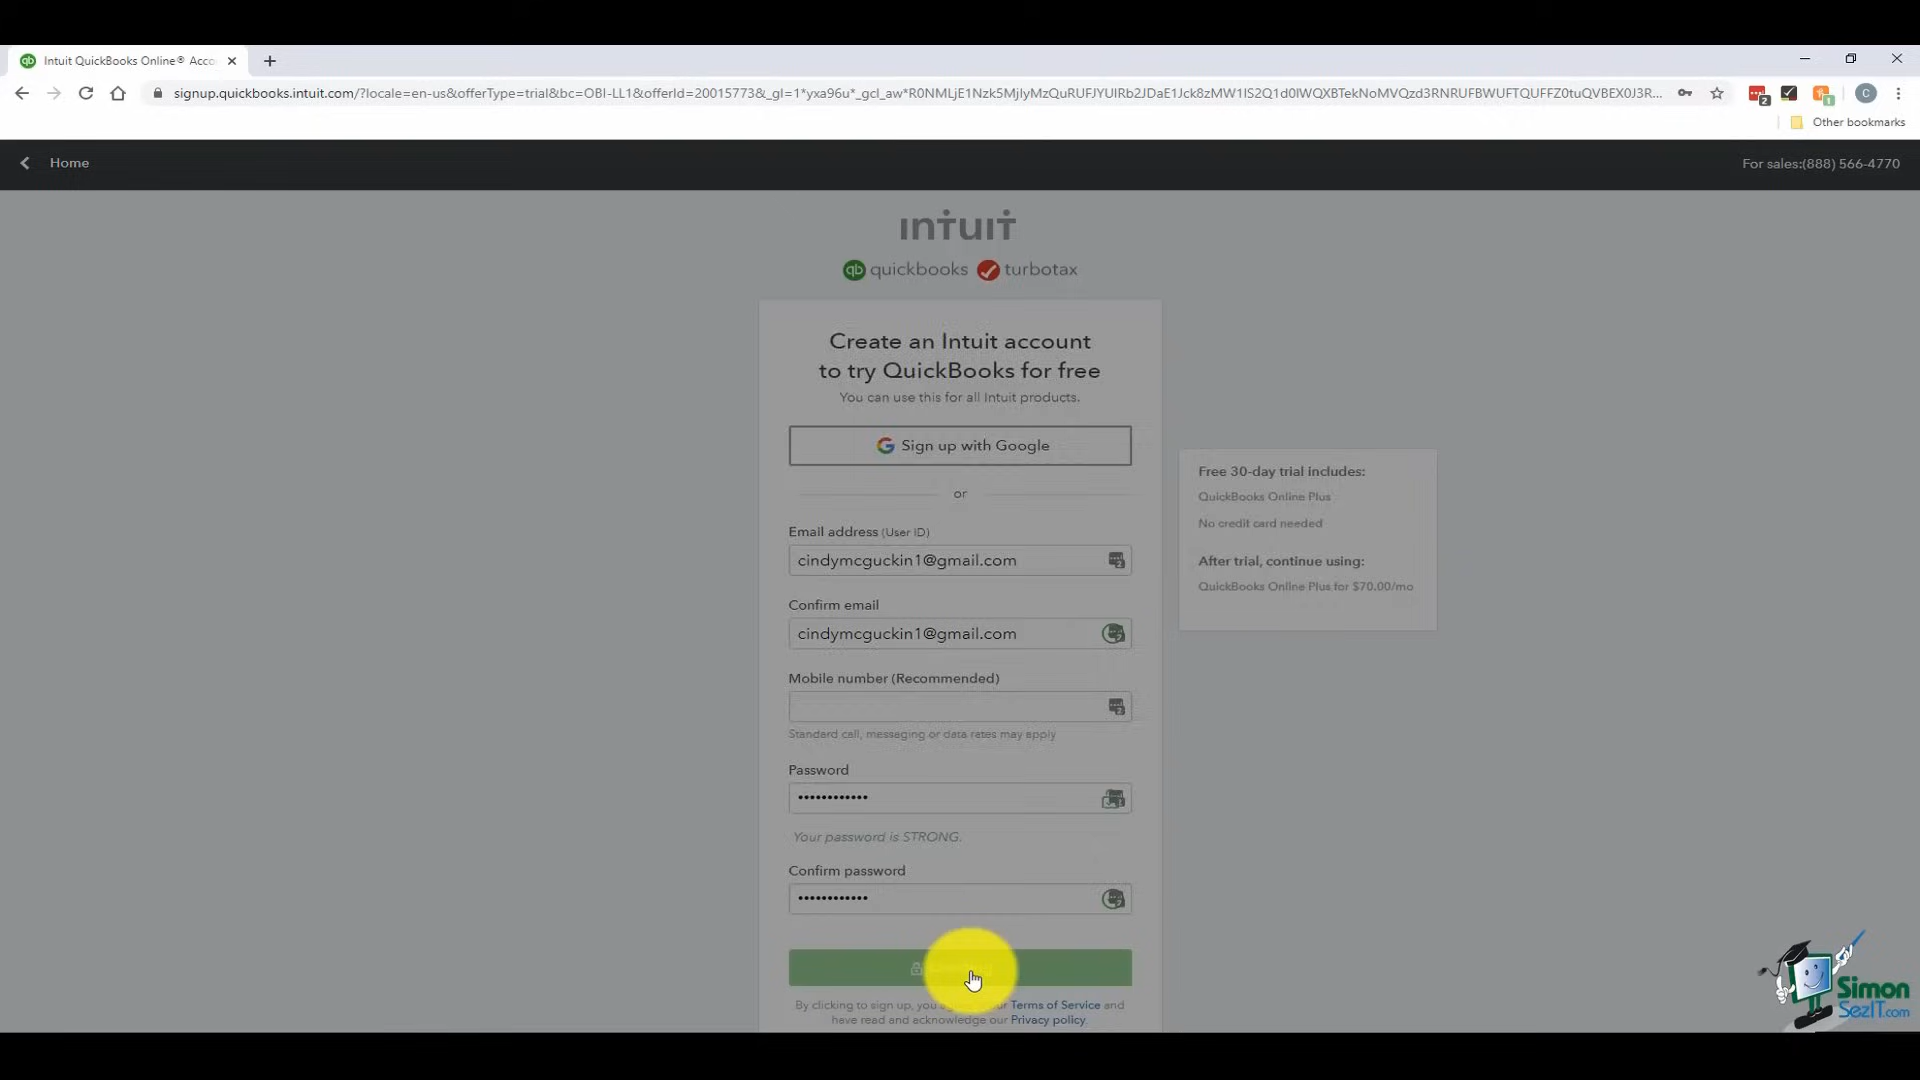 Intuit QuickBooks Online® Acco
signup.quickbooks.intuit.com/?locale=en-us&offerType=trial&bc=OBI-LL1&offerId=20015773&_gl=1*yxa96u*_gcl_aw*
2
1
C
Other bookmarks
Home
For sales:(888) 566-4770
intuit
qb quickbooks turbotax
Create an Intuit account
to try QuickBooks for free
You can use this for all Intuit products.
Sign up with Google
or
Email address (User ID)
cindymcguckin1@gmail.com
Confirm email
cindymcguckin1@gmail.com
Mobile number (Recommended)
Standard call, messaging or data rates may apply
Password
••••••••••••
Your password is STRONG.
Confirm password
••••••••••••
By clicking to sign up, you Terms of Service and
have read and acknowledge our Privacy policy.
Free 30-day trial includes:
QuickBooks Online Plus
No credit card needed
After trial, continue using:
QuickBooks Online Plus for $70.00/mo
Simon
SezIT.com